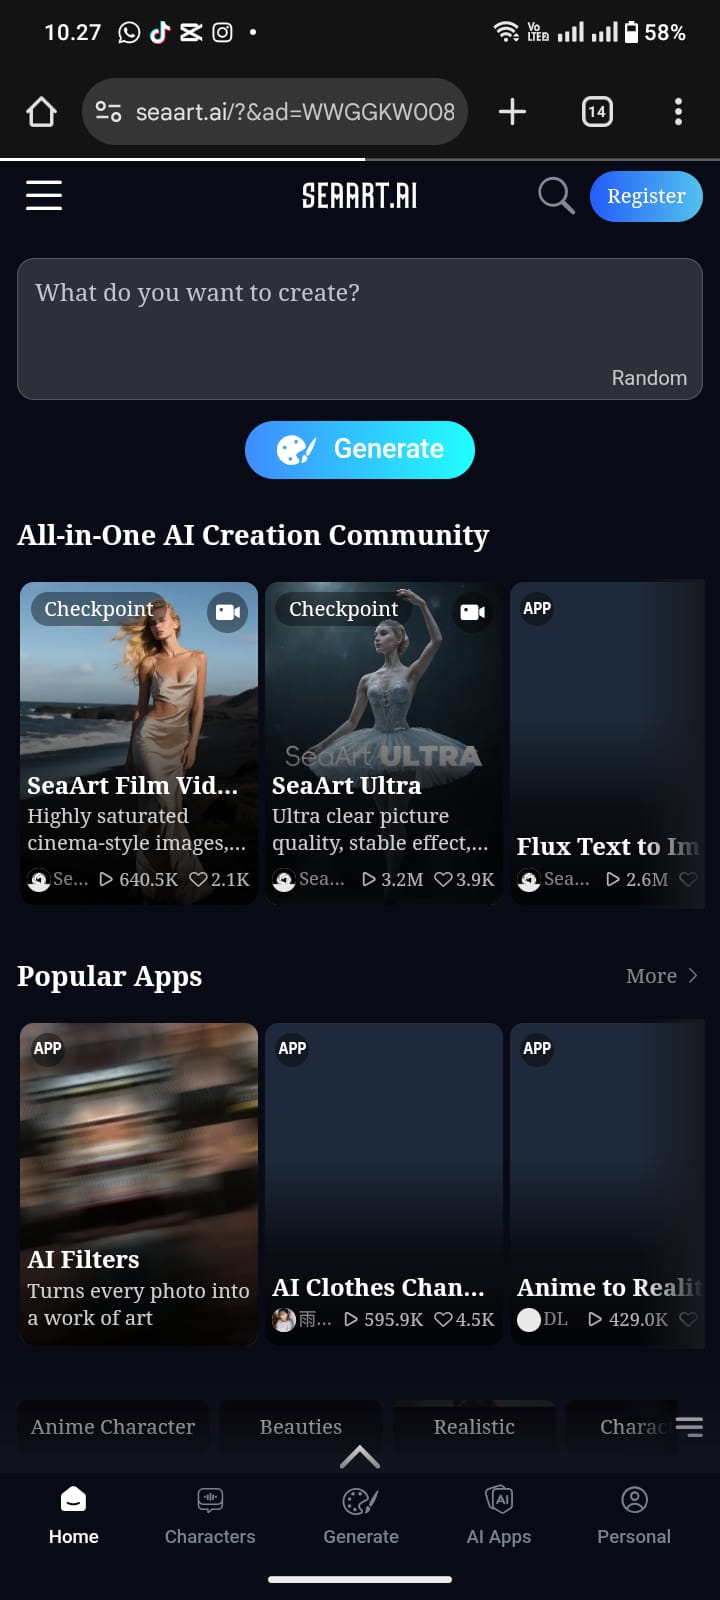 10.27
Vo
LTE2
58%
seaart.ai/?&ad=WWGGKW008
14
SEAART.AI
Register
What do you want to create?
Random
Generate
All-in-One AI Creation Community
Checkpoint
Checkpoint
APP
SeaArt ULTRA
SeaArt Film Vid...
SeaArt Ultra
Highly saturated
cinema-style images,...
Ultra clear picture
quality, stable effect,...
Flux Text to Im
Se... 640.5K 2.1K
Sea... 3.2M 3.9K
Sea... 2.6M
Popular Apps
More
APP
APP
APP
AI Filters
Turns every photo into
a work of art
AI Clothes Chan...
雨... 595.9K 4.5K
Anime to Realit
DL 429.0K
Anime Character
Beauties
Realistic
Charact
Home
Characters
Generate
AI
AI Apps
Personal